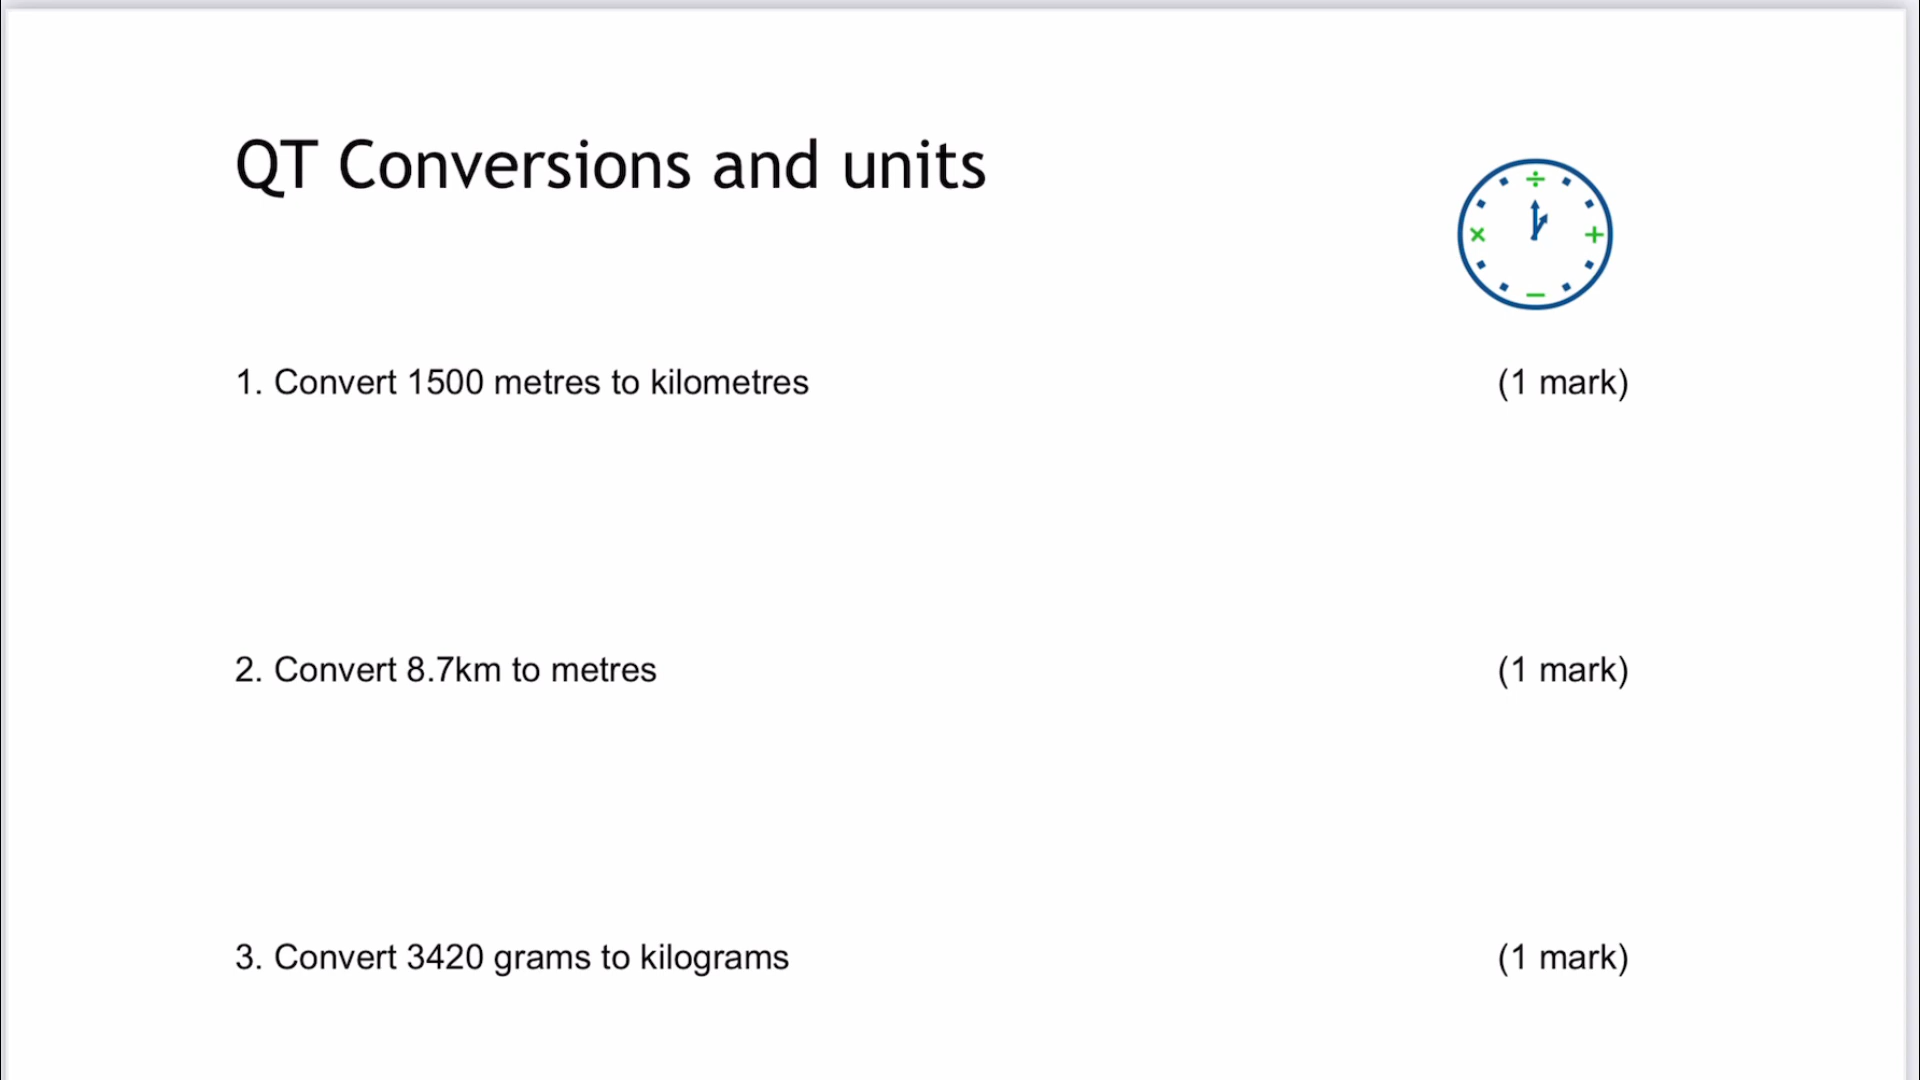 QT Conversions and units
÷
× +
−
1. Convert 1500 metres to kilometres (1 mark)
2. Convert 8.7km to metres (1 mark)
3. Convert 3420 grams to kilograms (1 mark)